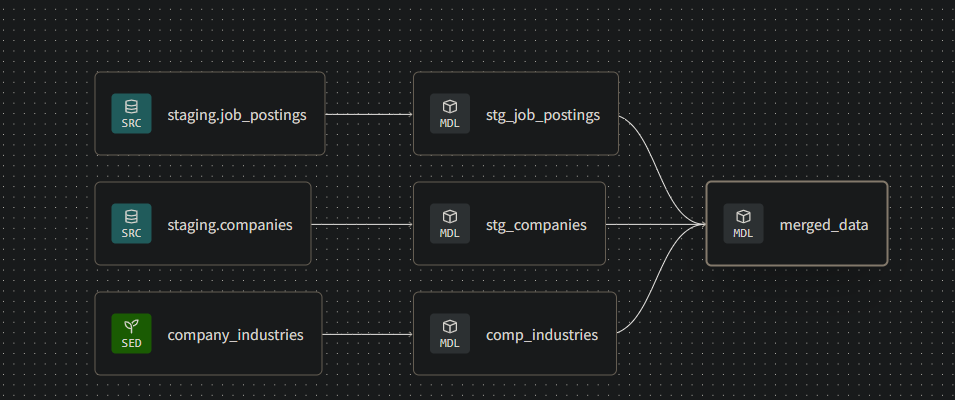 SRC
staging.job_postings
MDL
stg_job_postings
SRC
staging.companies
MDL
stg_companies
MDL
merged_data
SED
company_industries
MDL
comp_industries